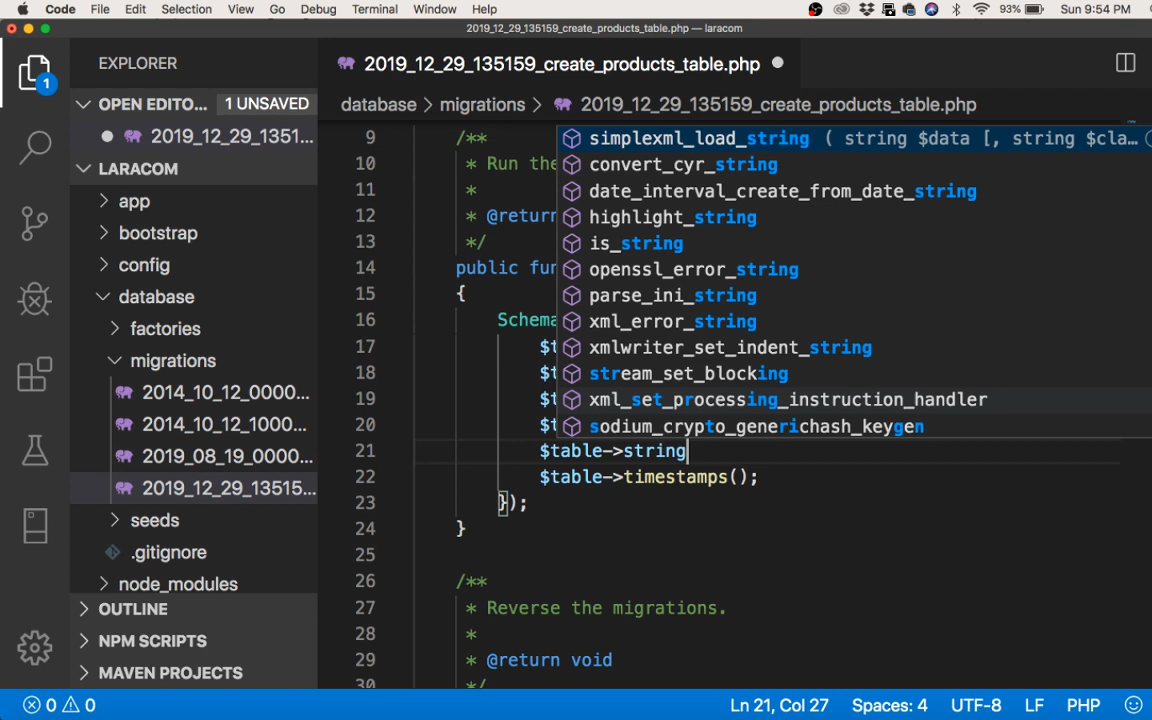 Code File Edit Selection View Go Debug Terminal Window Help 93% Sun 9:54 PM
2019_12_29_135159_create_products_table.php — laracom
EXPLORER
1
OPEN EDITO... 1 UNSAVED
2019_12_29_1351...
LARACOM
app
bootstrap
config
database
factories
migrations
2014_10_12_0000...
2014_10_12_1000...
2019_08_19_0000...
2019_12_29_13515...
seeds
.gitignore
node_modules
OUTLINE
NPM SCRIPTS
MAVEN PROJECTS
2019_12_29_135159_create_products_table.php
database > migrations > 2019_12_29_135159_create_products_table.php
9 /**
10 * Run the
11 *
12 * @return
13 */
14 public fun
15 {
16 Schema
17 $t
18 $t
19 $t
20 $t
21 $table->string
22 $table->timestamps();
23 });
24 }
25
26 /**
27 * Reverse the migrations.
28 *
29 * @return void
30 */
simplexml_load_string ( string $data [, string $cla...
convert_cyr_string
date_interval_create_from_date_string
highlight_string
is_string
openssl_error_string
parse_ini_string
xml_error_string
xmlwriter_set_indent_string
stream_set_blocking
xml_set_processing_instruction_handler
sodium_crypto_generichash_keygen
0 0 Ln 21, Col 27 Spaces: 4 UTF-8 LF PHP